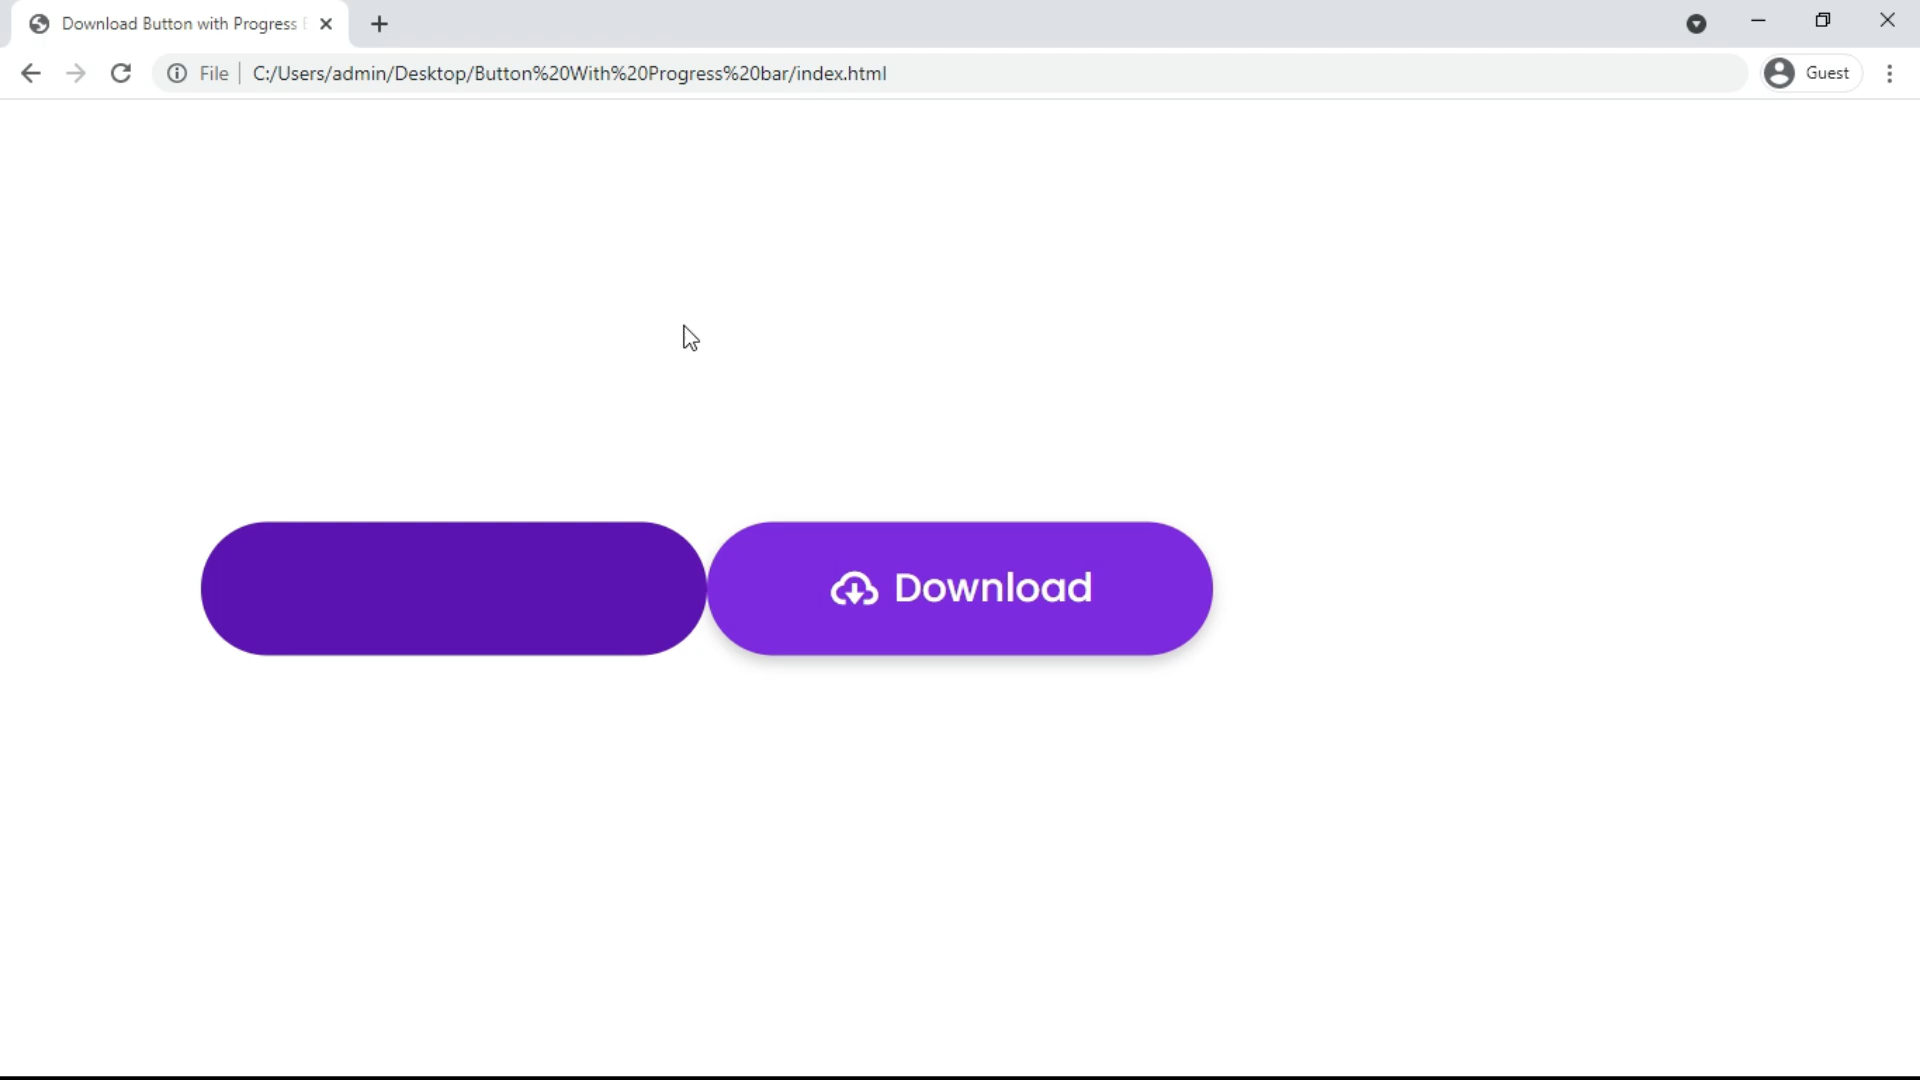 Download Button with Progress
File
C:/Users/admin/Desktop/Button%20With%20Progress%20bar/index.html
Guest
Download